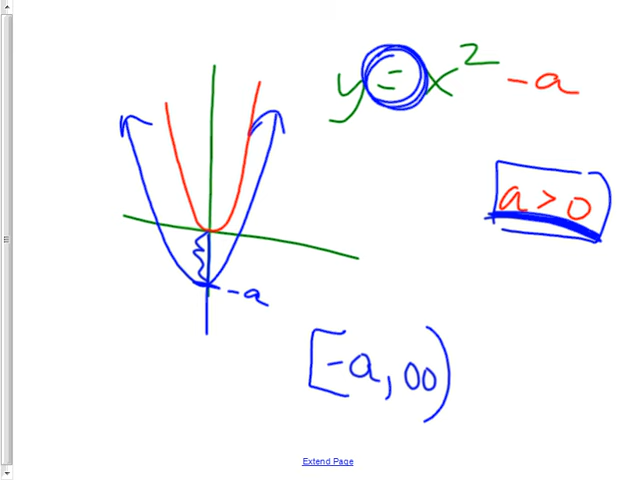 y = x² - a
a > 0
-a
[-a, ∞)
Extend Page